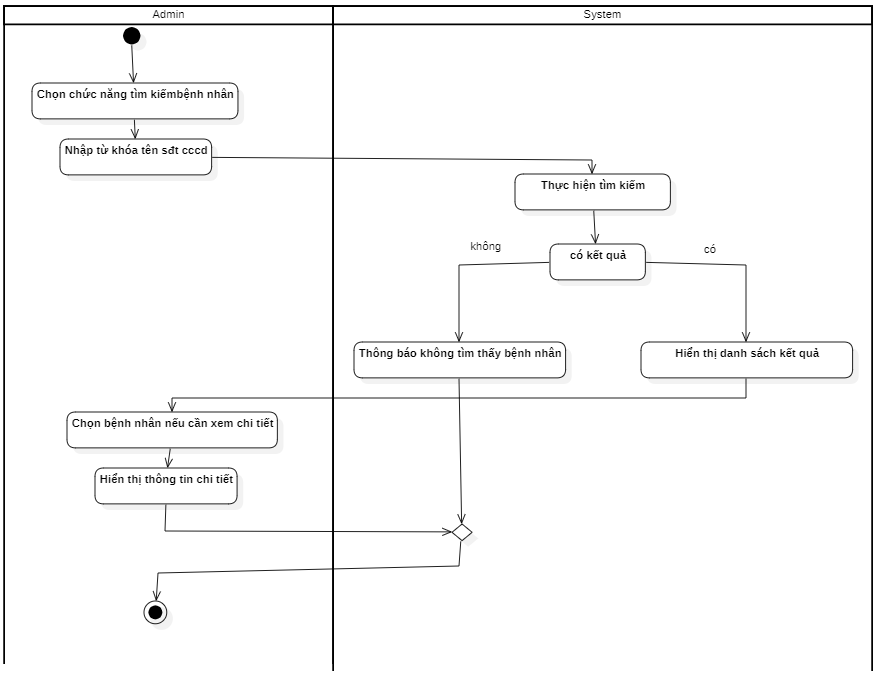 Admin
System
Chọn chức năng tìm kiếmbệnh nhân
Nhập từ khóa tên sđt cccd
Thực hiện tìm kiếm
không
có
có kết quả
Thông báo không tìm thấy bệnh nhân
Hiển thị danh sách kết quả
Chọn bệnh nhân nếu cần xem chi tiết
Hiển thị thông tin chi tiết